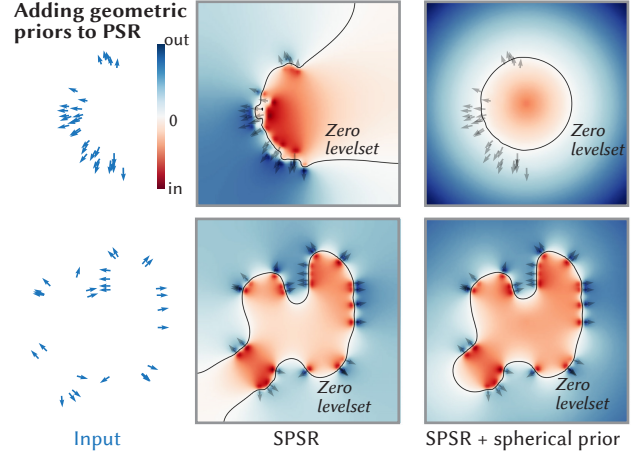 Adding geometric
priors to PSR
out
0
in
Zero
levelset
Zero
levelset
Zero
levelset
Zero
levelset
Input
SPSR
SPSR + spherical prior